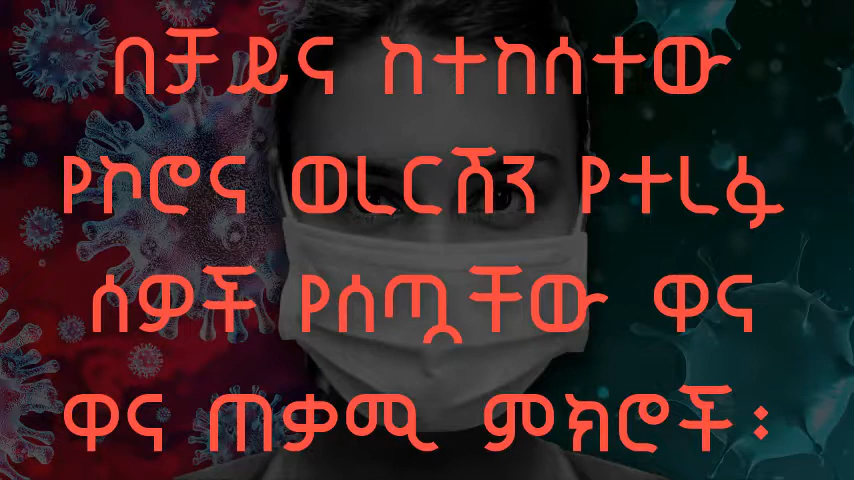 በቻይና ከተከሰተው
የኮሮና ወረርሽኝ የተረፉ
ሰዎች የሰጧቸው ዋና
ዋና ጠቃሚ ምክሮች፡